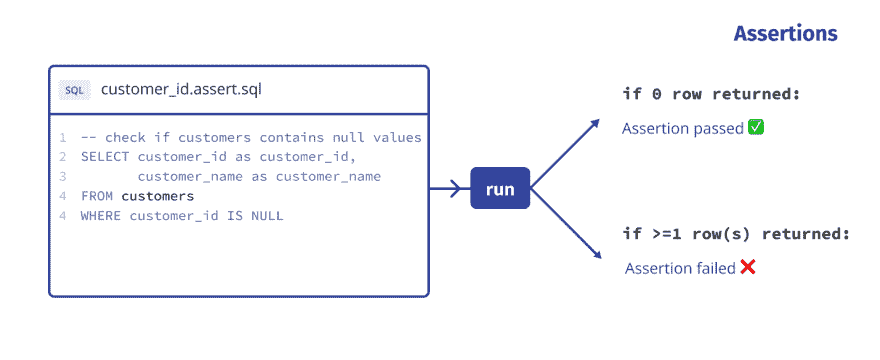 Assertions
SQL customer_id.assert.sql
1 -- check if customers contains null values
2 SELECT customer_id as customer_id,
3 customer_name as customer_name
4 FROM customers
4 WHERE customer_id IS NULL
run
if 0 row returned:
Assertion passed ✅
if >=1 row(s) returned:
Assertion failed ❌